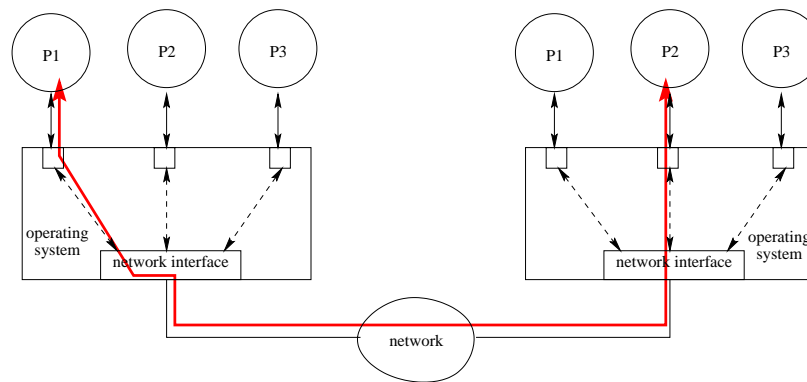 P1
P2
P3
P1
P2
P3
operating
system
network interface
network interface
operating
system
network